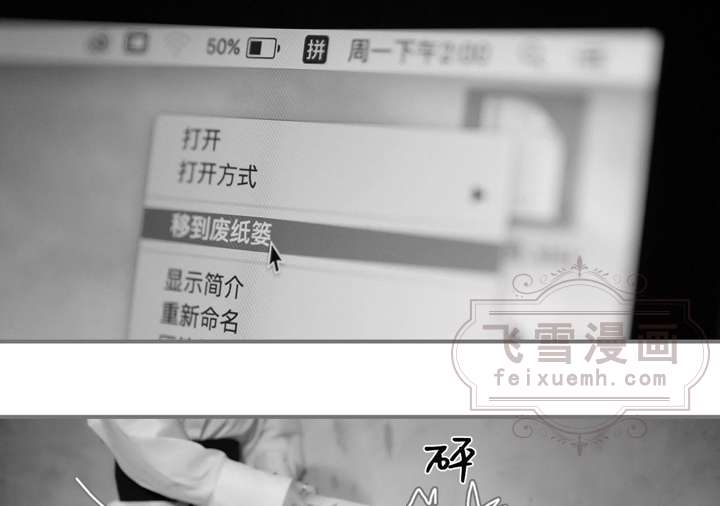 50% 拼 周一下午2:00
打开
打开方式
移到废纸篓
显示简介
重新命名
飞雪漫画
feixuemh.com
砰